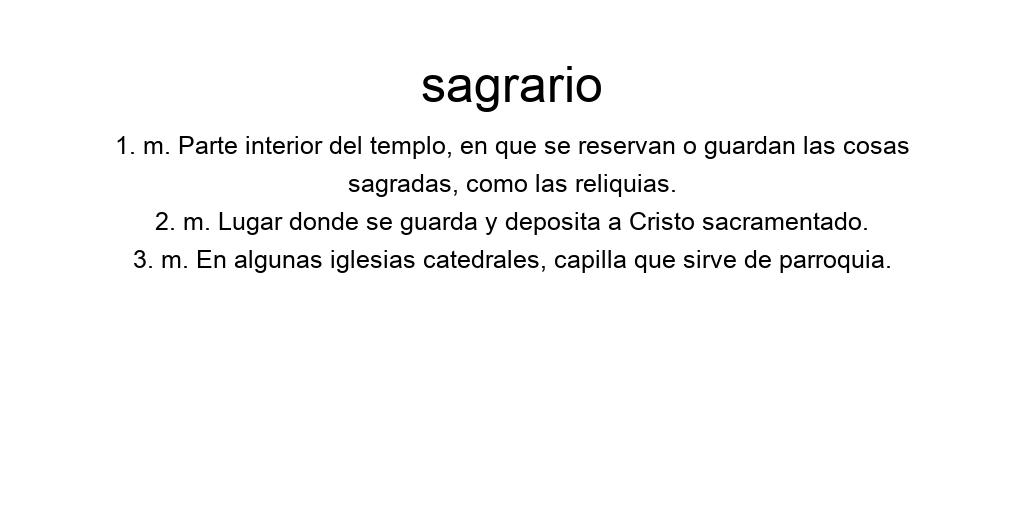 sagrario
1. m. Parte interior del templo, en que se reservan o guardan las cosas
sagradas, como las reliquias.
2. m. Lugar donde se guarda y deposita a Cristo sacramentado.
3. m. En algunas iglesias catedrales, capilla que sirve de parroquia.